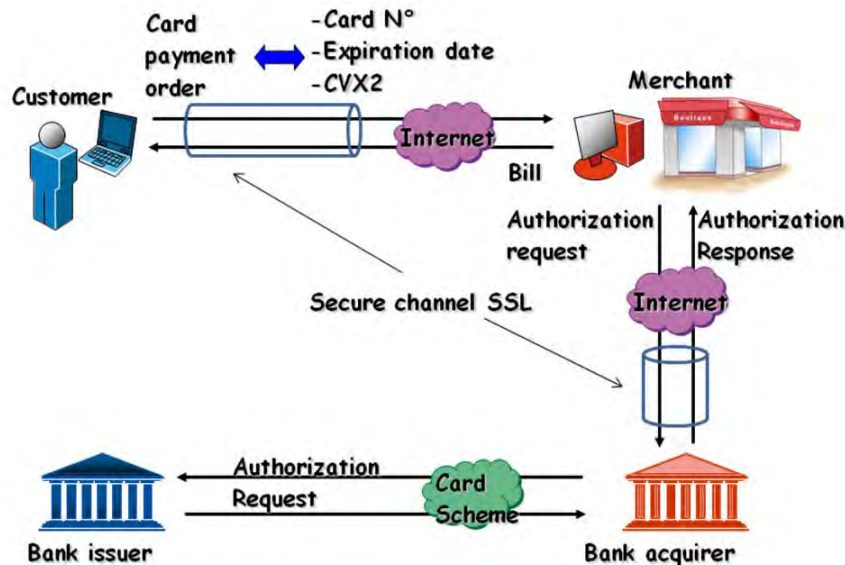 Card
payment
order
-Card N°
-Expiration date
-CVX2
Customer
Merchant
Boutique
Internet
Bill
Authorization
request
Authorization
Response
Internet
Secure channel SSL
Authorization
Request
Card
Scheme
Bank issuer
Bank acquirer